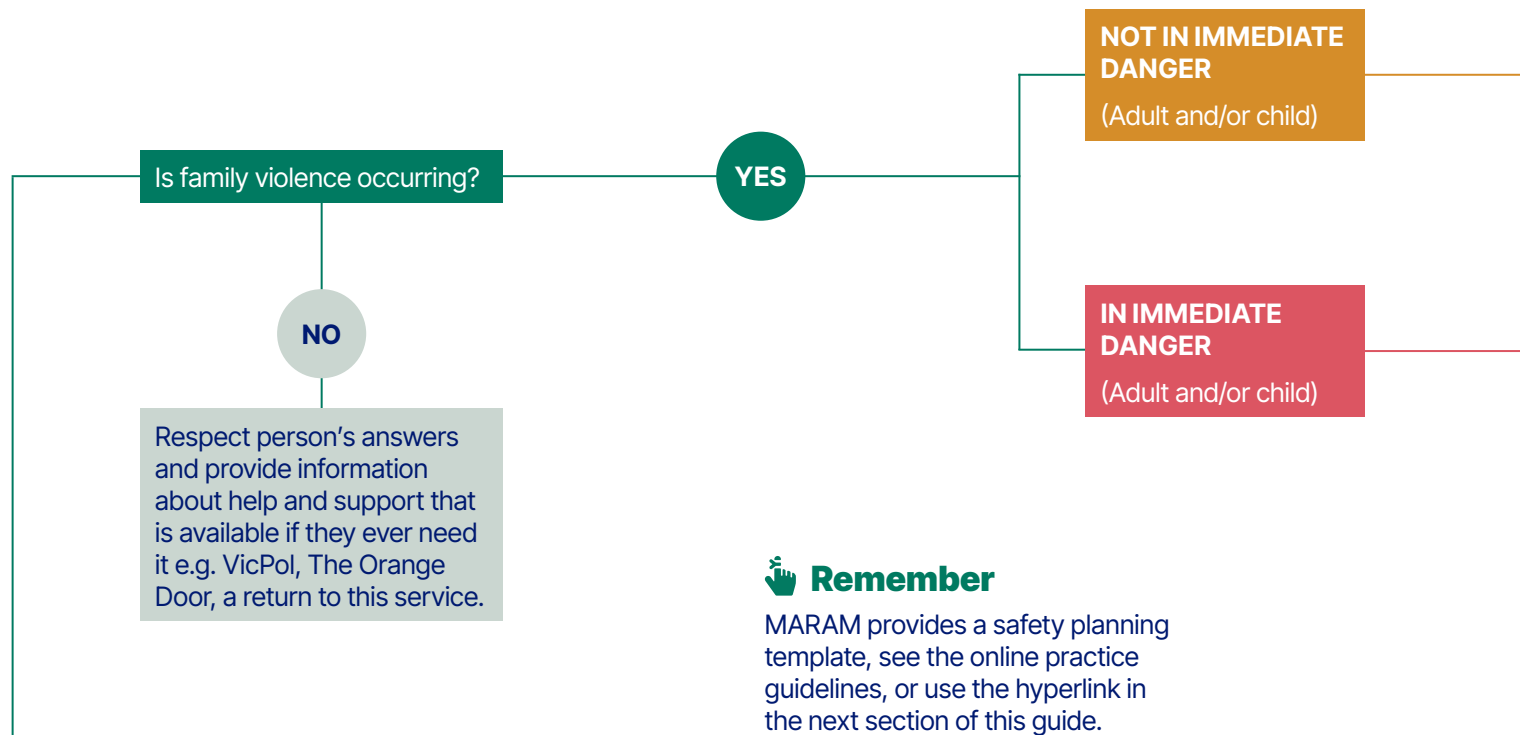 Is family violence occurring?
YES
NOT IN IMMEDIATE
DANGER
(Adult and/or child)
IN IMMEDIATE
DANGER
(Adult and/or child)
NO
Respect person’s answers
and provide information
about help and support that
is available if they ever need
it e.g. VicPol, The Orange
Door, a return to this service.
Remember
MARAM provides a safety planning
template, see the online practice
guidelines, or use the hyperlink in
the next section of this guide.